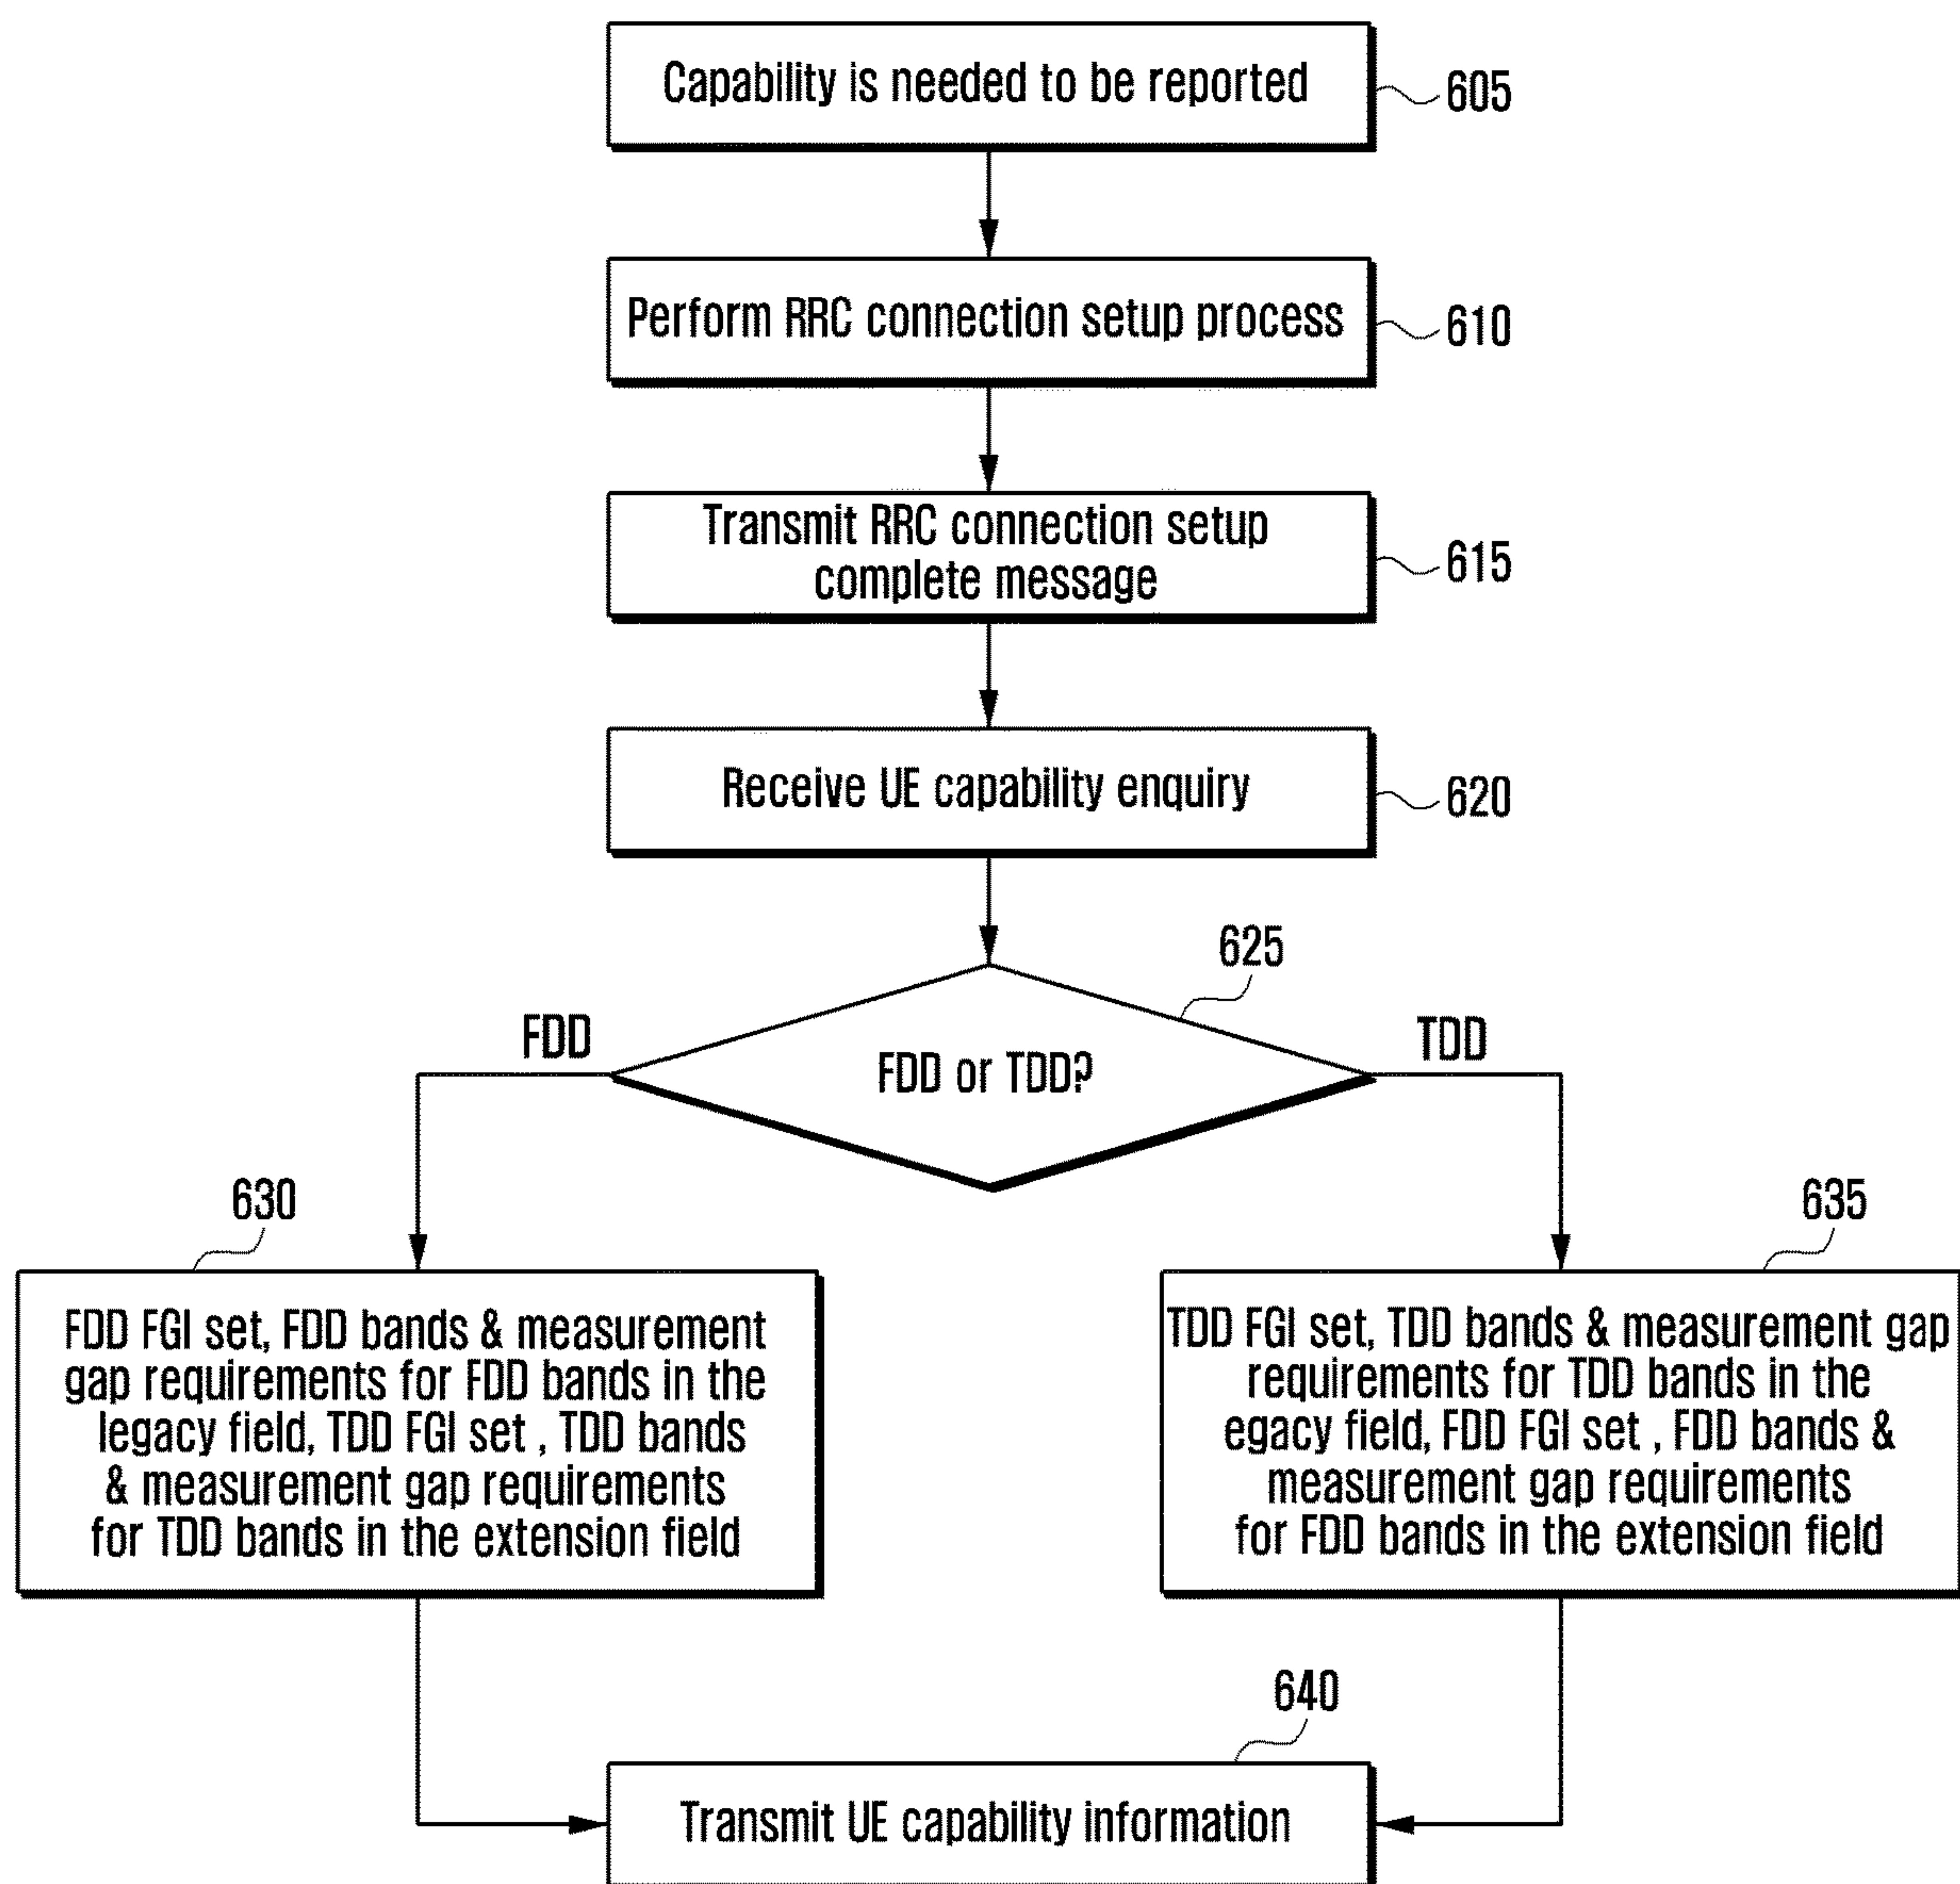 Capability is needed to be reported
605
Perform RRC connection setup process
610
Transmit RRC connection setup
complete message
615
Receive UE capability enquiry
620
625
FDD or TDD?
FDD
TDD
630
FDD FGI set, FDD bands & measurement
gap requirements for FDD bands in the
legacy field, TDD FGI set , TDD bands
& measurement gap requirements
for TDD bands in the extension field
635
TDD FGI set, TDD bands & measurement gap
requirements for TDD bands in the
egacy field, FDD FGI set , FDD bands &
measurement gap requirements
for FDD bands in the extension field
640
Transmit UE capability information